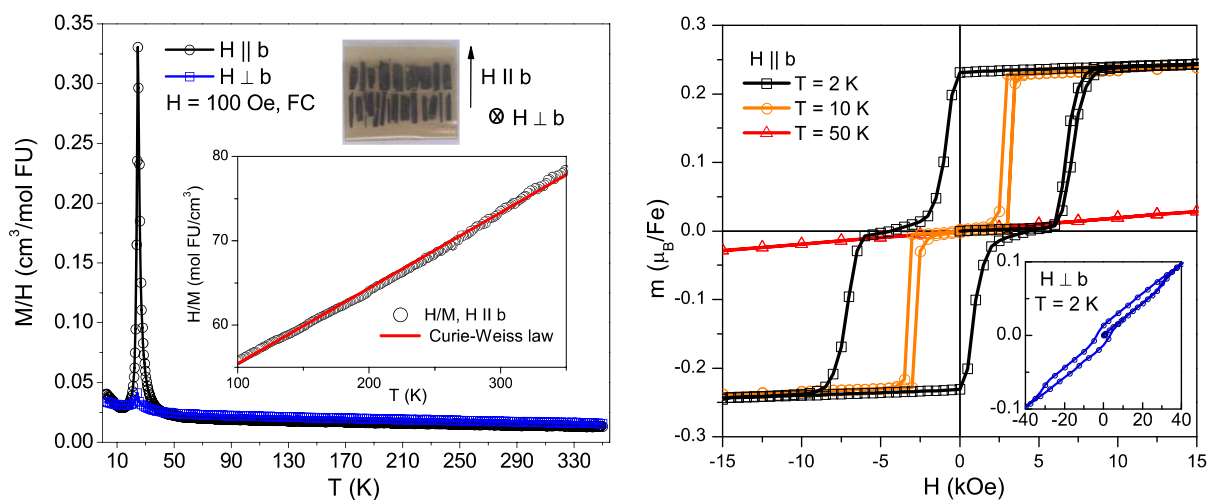 0.35
0.30
0.25
0.20
0.15
0.10
0.05
0.00
M/H (cm³/mol FU)
H || b
H ⊥ b
H = 100 Oe, FC
H II b
⊗ H ⊥ b
80
70
60
H/M (mol FU/cm³)
H/M, H II b
Curie-Weiss law
100 200 300
T (K)
10 50 90 130 170 210 250 290 330
T (K)
0.3
0.2
0.1
0.0
-0.1
-0.2
-0.3
m (μB/Fe)
H || b
T = 2 K
T = 10 K
T = 50 K
0.1
0.0
-0.1
H ⊥ b
T = 2 K
-40 -20 0 20 40
-15 -10 -5 0 5 10 15
H (kOe)